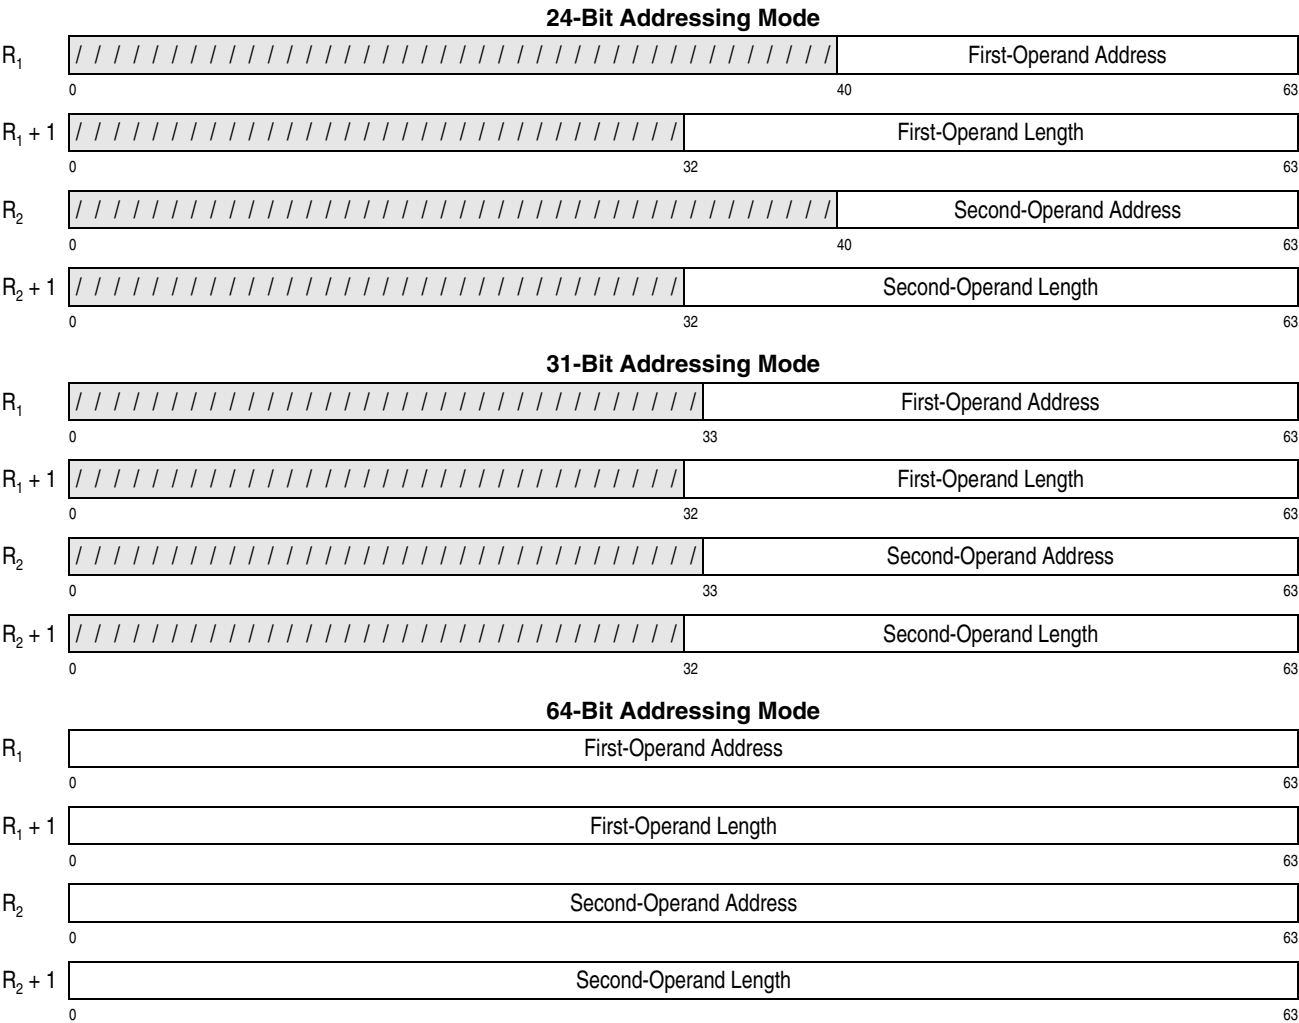 24-Bit Addressing Mode
R1 / / / / / / / / / / / / / / / / / / / / / / / / / / / / / / / / / / / / / / / / First-Operand Address
0 40 63
R1 + 1 / / / / / / / / / / / / / / / / / / / / / / / / / / / / / / / / First-Operand Length
0 32 63
R2 / / / / / / / / / / / / / / / / / / / / / / / / / / / / / / / / / / / / / / / / Second-Operand Address
0 40 63
R2 + 1 / / / / / / / / / / / / / / / / / / / / / / / / / / / / / / / / Second-Operand Length
0 32 63
31-Bit Addressing Mode
R1 / / / / / / / / / / / / / / / / / / / / / / / / / / / / / / / / / First-Operand Address
0 33 63
R1 + 1 / / / / / / / / / / / / / / / / / / / / / / / / / / / / / / / / First-Operand Length
0 32 63
R2 / / / / / / / / / / / / / / / / / / / / / / / / / / / / / / / / / Second-Operand Address
0 33 63
R2 + 1 / / / / / / / / / / / / / / / / / / / / / / / / / / / / / / / / Second-Operand Length
0 32 63
64-Bit Addressing Mode
R1 First-Operand Address
0 63
R1 + 1 First-Operand Length
0 63
R2 Second-Operand Address
0 63
R2 + 1 Second-Operand Length
0 63